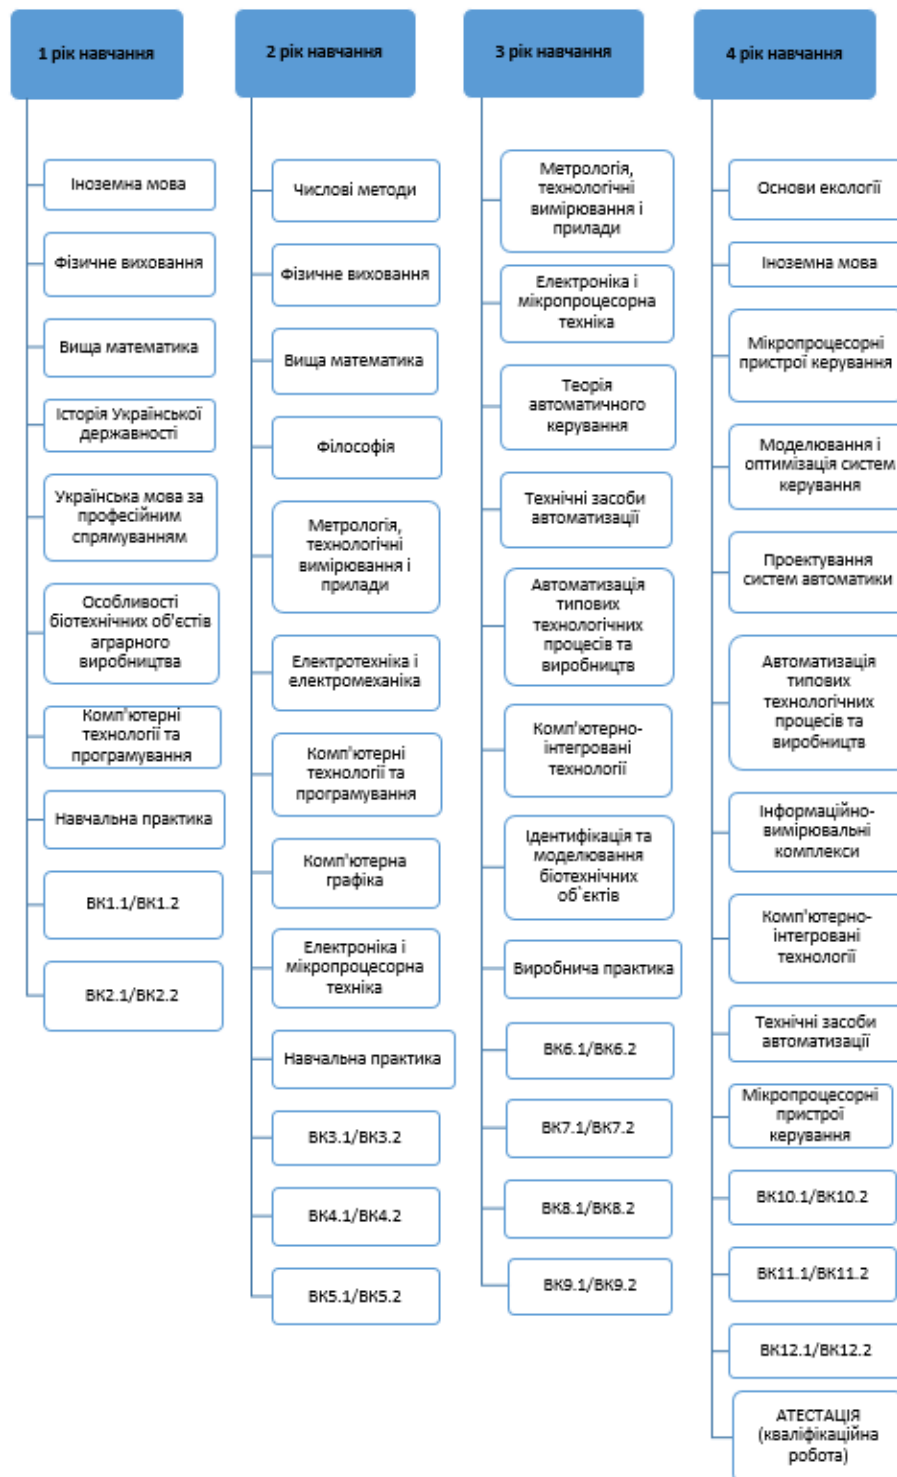 1 рік навчання
Іноземна мова
Фізичне виховання
Вища математика
Історія Української
державності
Українська мова за
професійним
спрямуванням
Особливості
біотехнічних об'єстів
аграрного
виробництва
Комп'ютерні
технології та
програмування
Навчальна практика
ВК1.1/ВК1.2
ВК2.1/ВК2.2
2 рік навчання
Числові методи
Фізичне виховання
Вища математика
Філософія
Метрологія,
технологічні
вимірювання і
прилади
Електротехніка і
електромеханіка
Комп'ютерні
технології та
програмування
Комп'ютерна
графіка
Електроніка і
мікропроцесорна
техніка
Навчальна практика
ВК3.1/ВК3.2
ВК4.1/ВК4.2
ВК5.1/ВК5.2
3 рік навчання
Метрологія,
технологічні
вимірювання і
прилади
Електроніка і
мікропроцесорна
техніка
Теорія
автоматичного
керування
Технічні засоби
автоматизації
Автоматизація
типових
технологічних
процесів та
виробництв
Комп'ютерно-
інтегровані
технології
Ідентифікація та
моделювання
біотехнічних
об`єктів
Виробнича практика
ВК6.1/ВК6.2
ВК7.1/ВК7.2
ВК8.1/ВК8.2
ВК9.1/ВК9.2
4 рік навчання
Основи екології
Іноземна мова
Мікропроцесорні
пристрої керування
Моделювання і
оптимізація систем
керування
Проектування
систем автоматики
Автоматизація
типових
технологічних
процесів та
виробництв
Інформаційно-
вимірювальні
комплекси
Комп'ютерно-
інтегровані
технології
Технічні засоби
автоматизації
Мікропроцесорні
пристрої
керування
ВК10.1/ВК10.2
ВК11.1/ВК11.2
ВК12.1/ВК12.2
АТЕСТАЦІЯ
(кваліфікаційна
робота)